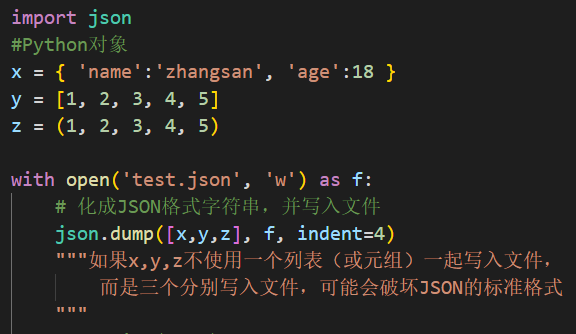 import json
#Python对象
x = { 'name':'zhangsan', 'age':18 }
y = [1, 2, 3, 4, 5]
z = (1, 2, 3, 4, 5)
with open('test.json', 'w') as f:
    # 化成JSON格式字符串，并写入文件
    json.dump([x,y,z], f, indent=4)
    """如果x,y,z不使用一个列表（或元组）一起写入文件，
        而是三个分别写入文件，可能会破坏JSON的标准格式
    """